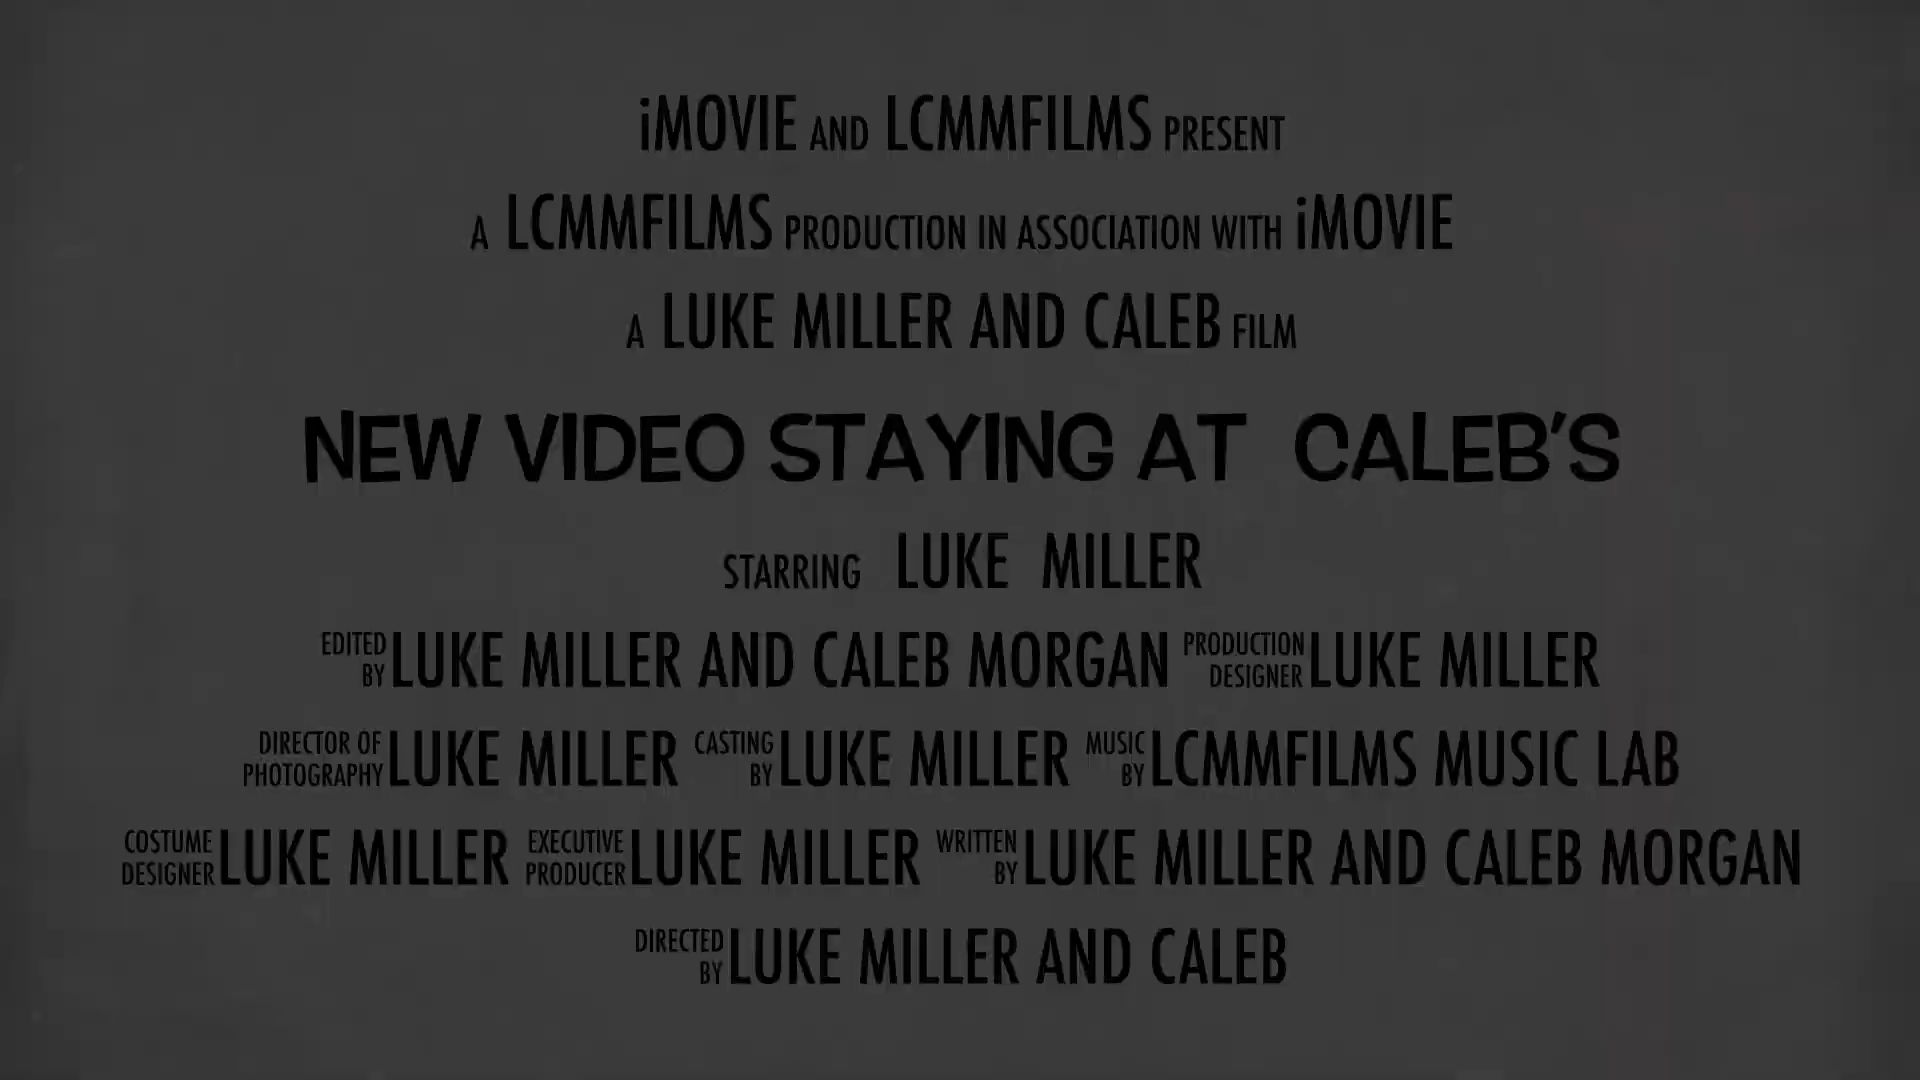 iMOVIE AND LCMMFILMS PRESENT
A LCMMFILMS PRODUCTION IN ASSOCIATION WITH iMOVIE
A LUKE MILLER AND CALEB FILM
NEW VIDEO STAYING AT CALEB'S
STARRING LUKE MILLER
EDITED BY LUKE MILLER AND CALEB MORGAN PRODUCTION DESIGNER LUKE MILLER
DIRECTOR OF PHOTOGRAPHY LUKE MILLER CASTING BY LUKE MILLER MUSIC BY LCMMFILMS MUSIC LAB
COSTUME DESIGNER LUKE MILLER EXECUTIVE PRODUCER LUKE MILLER WRITTEN BY LUKE MILLER AND CALEB MORGAN
DIRECTED BY LUKE MILLER AND CALEB